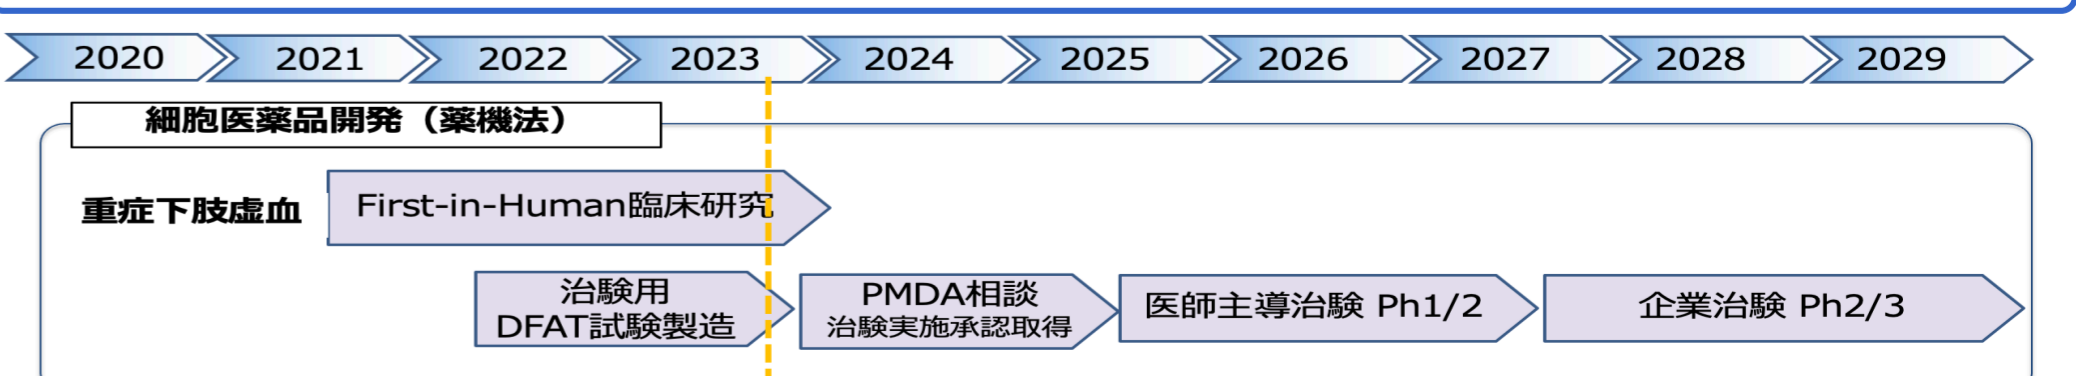 2020 2021 2022 2023 2024 2025 2026 2027 2028 2029
細胞医薬品開発（薬機法）
重症下肢虚血
First-in-Human臨床研究
治験用
DFAT試験製造
PMDA相談
治験実施承認取得
医師主導治験 Ph1/2
企業治験 Ph2/3